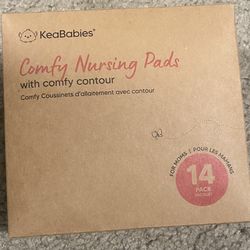 KeaBabies®
Comfy Nursing Pads
with comfy contour
Comfy Coussinets d'allaitement avec contour
FOR MOMS | POUR LES MAMANS
14
PACK